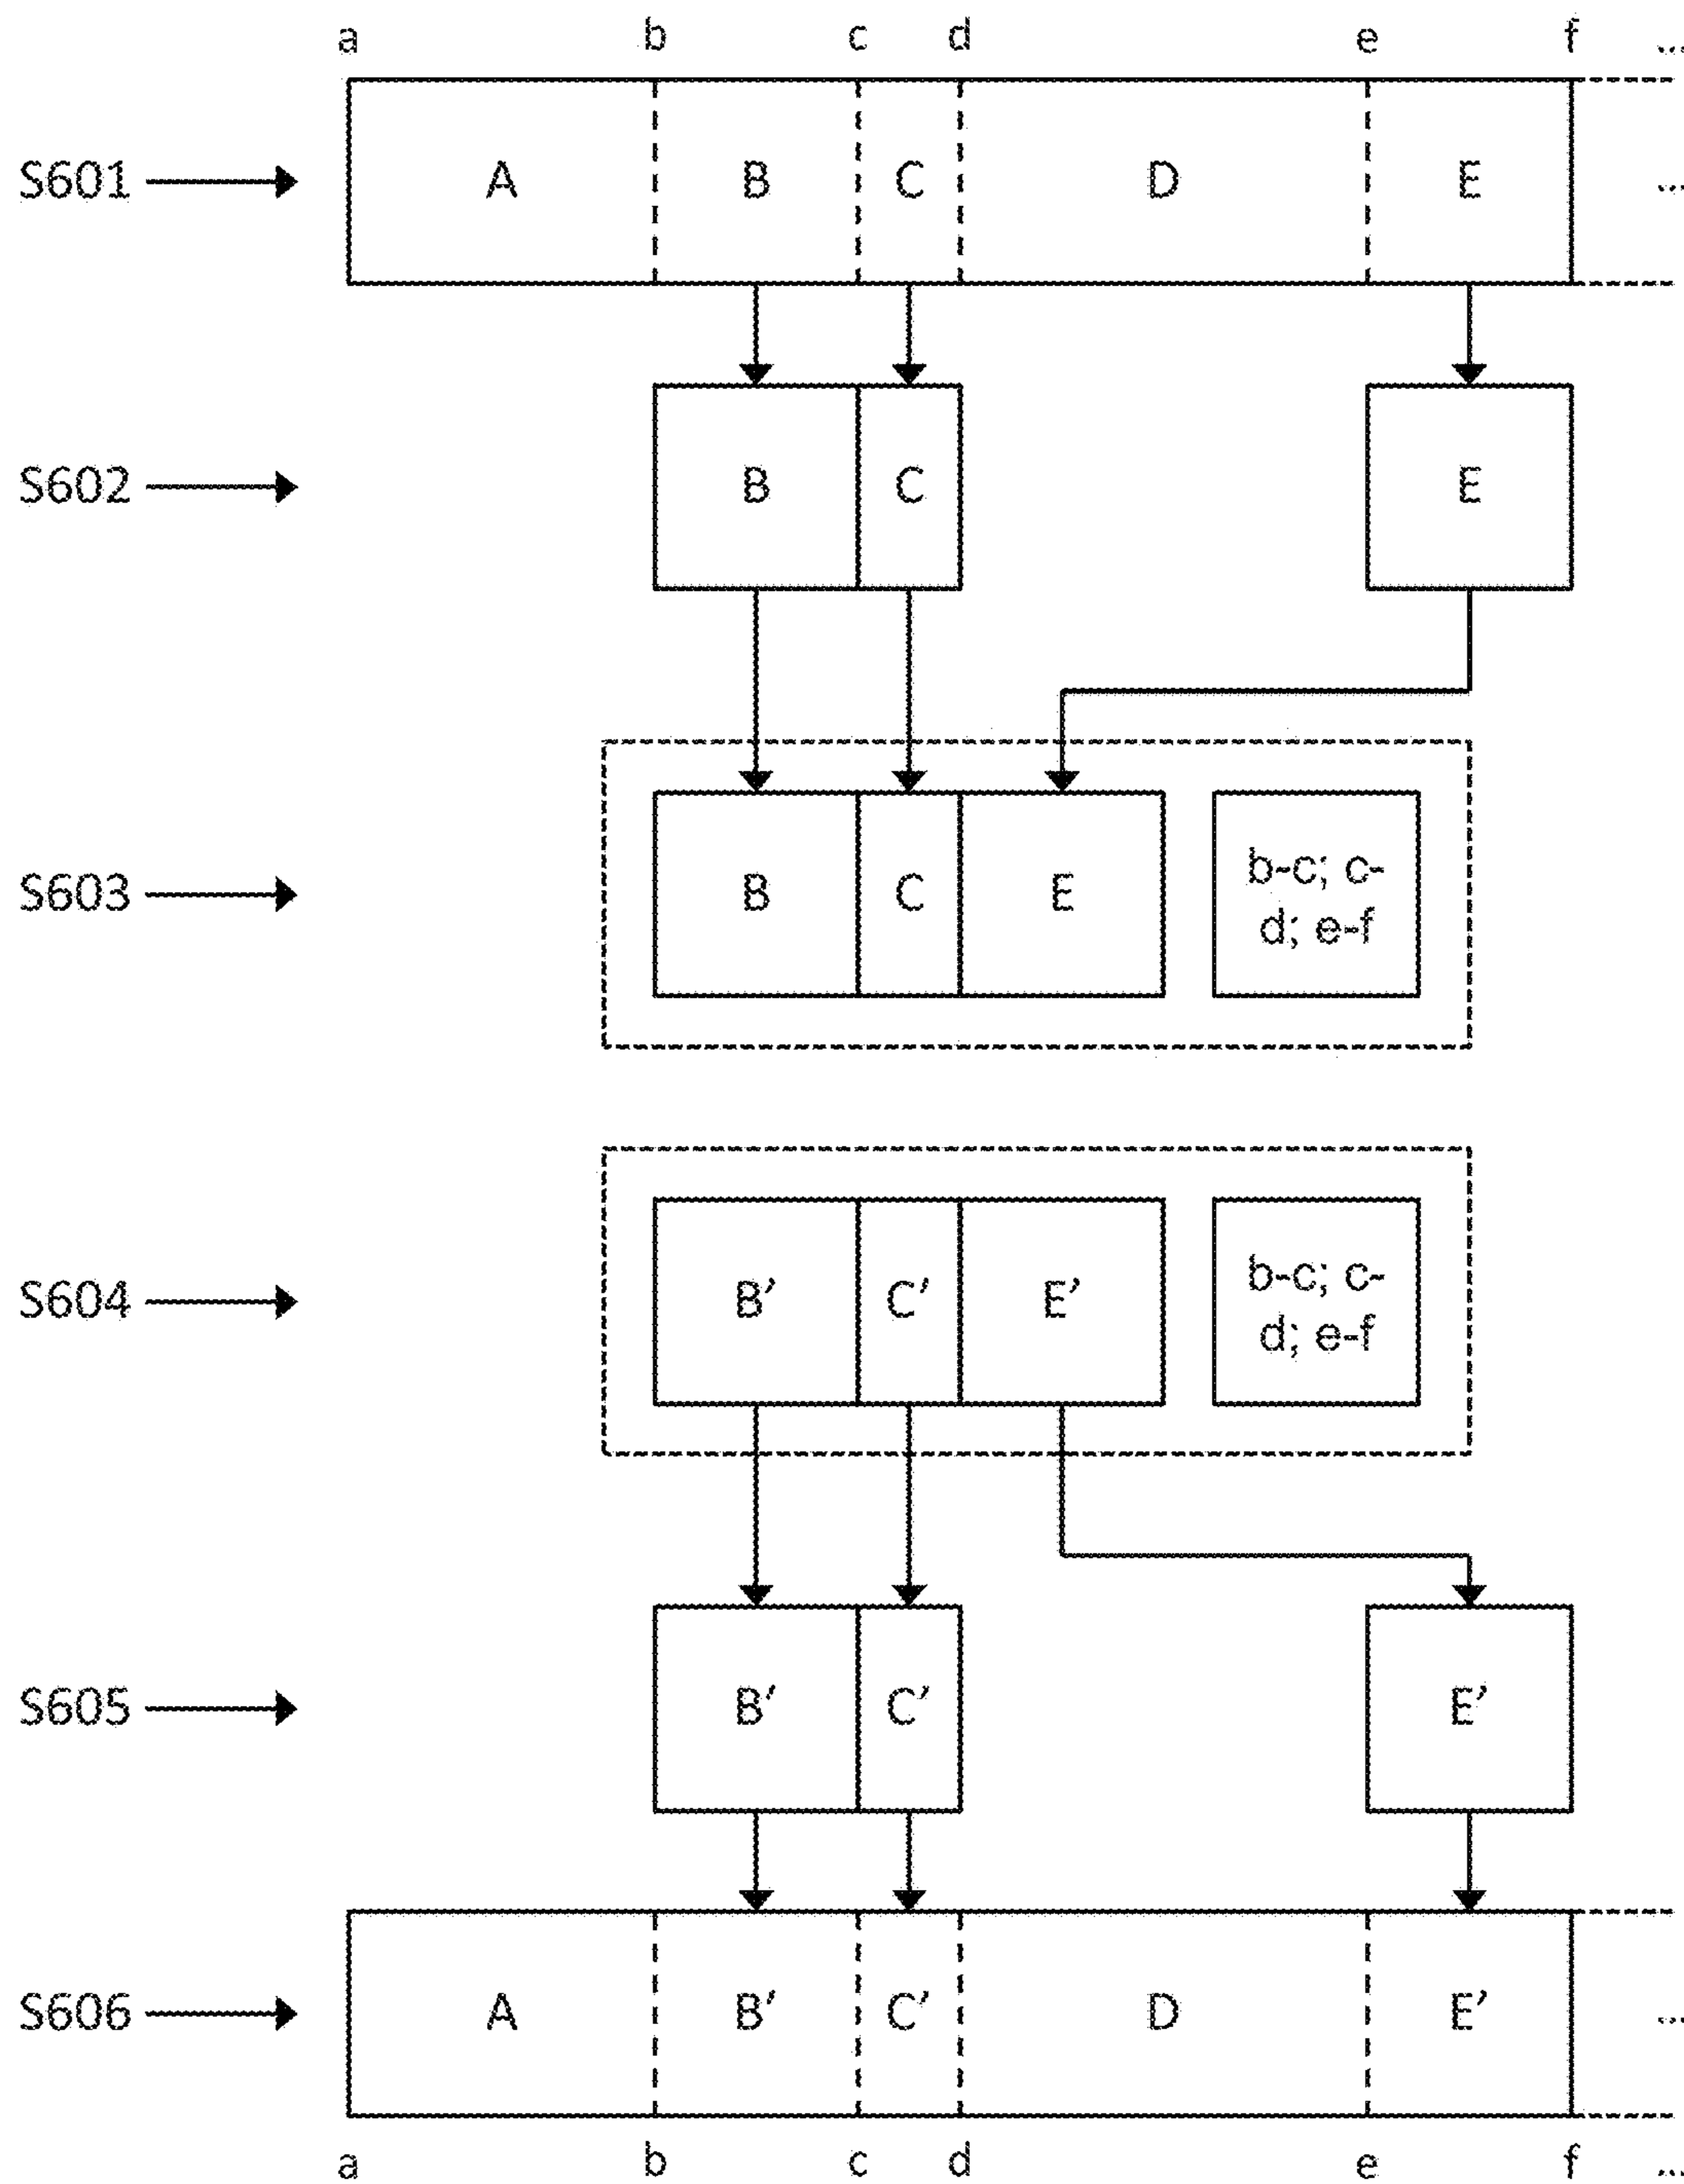 a b c d e f ...
S601 A B C D E ...
S602 B C E
S603 B C E b-c; c-
d; e-f
S604 B' C' E' b-c; c-
d; e-f
S605 B' C' E'
S606 A B' C' D E' ...
a b c d e f ...